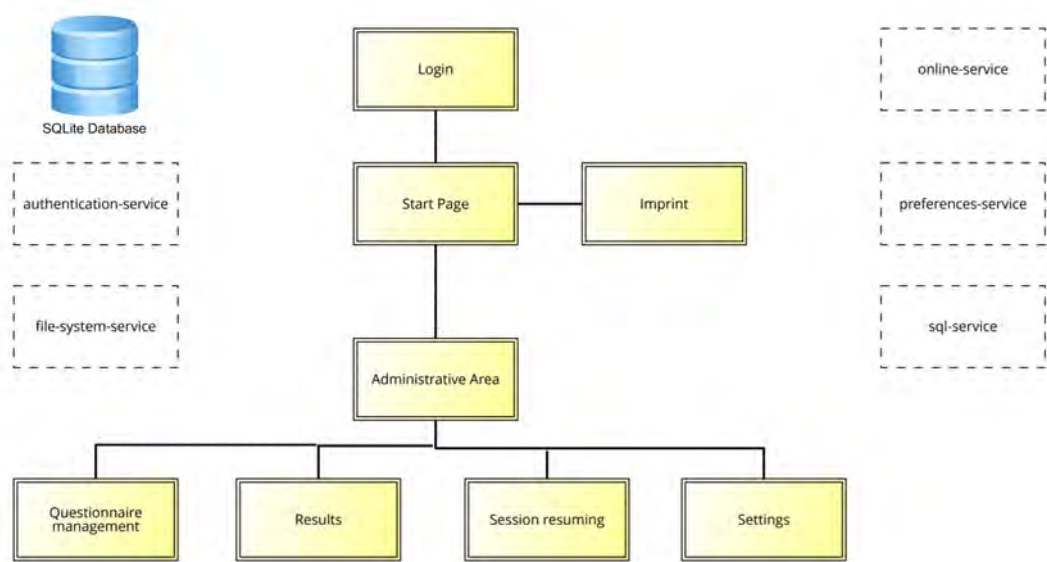 Login
online-service
SQLite Database
authentication-service
Start Page
Imprint
preferences-service
file-system-service
sql-service
Administrative Area
Questionnaire
management
Results
Session resuming
Settings